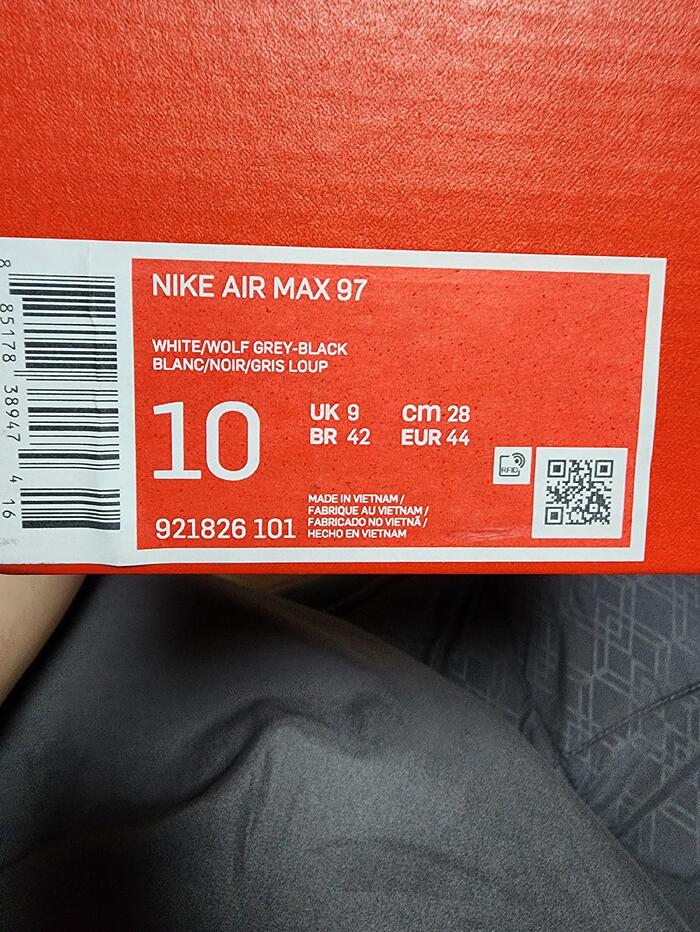 NIKE AIR MAX 97
WHITE/WOLF GREY-BLACK
BLANC/NOIR/GRIS LOUP
10
UK 9
cm 28
BR 42
EUR 44
RFID
MADE IN VIETNAM /
FABRIQUE AU VIETNAM /
FABRICADO NO VIETNÃ /
HECHO EN VIETNAM
921826 101
8 85178 38947 4 16